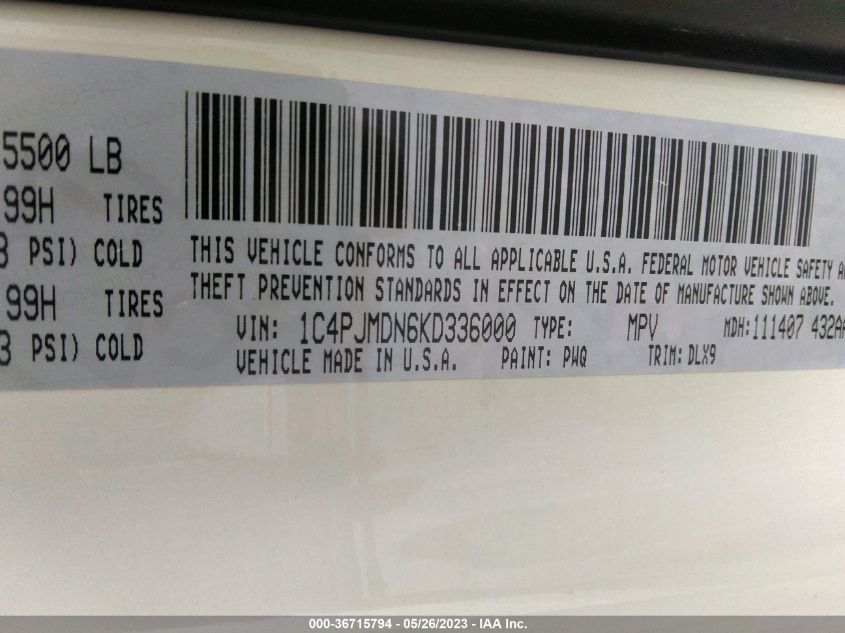 5500 LB
99H TIRES
PSI) COLD
99H TIRES
3 PSI) COLD
THIS VEHICLE CONFORMS TO ALL APPLICABLE U.S.A. FEDERAL MOTOR VEHICLE SAFETY
THEFT PREVENTION STANDARDS IN EFFECT ON THE DATE OF MANUFACTURE SHOWN ABOVE.
VIN: 1C4PJMDN6KD336000 TYPE: MPV MDH:111407 432AA
VEHICLE MADE IN U.S.A. PAINT: PWQ TRIM: DLX9
000-36715794 — 05/26/2023 - IAA Inc.